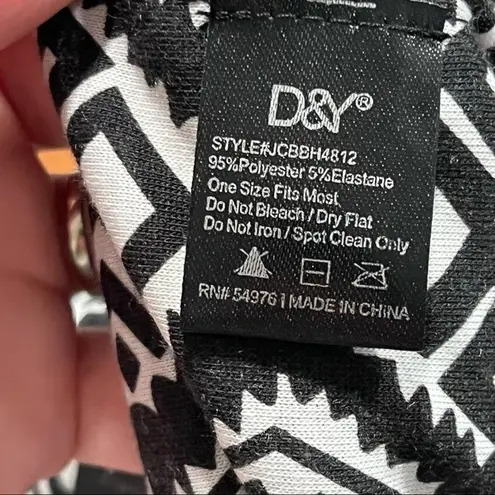 D&Y®
STYLE#JCBBH4812
95%Polyester 5%Elastane
One Size Fits Most
Do Not Bleach / Dry Flat
Do Not Iron / Spot Clean Only
RN# 54976 I MADE IN CHINA